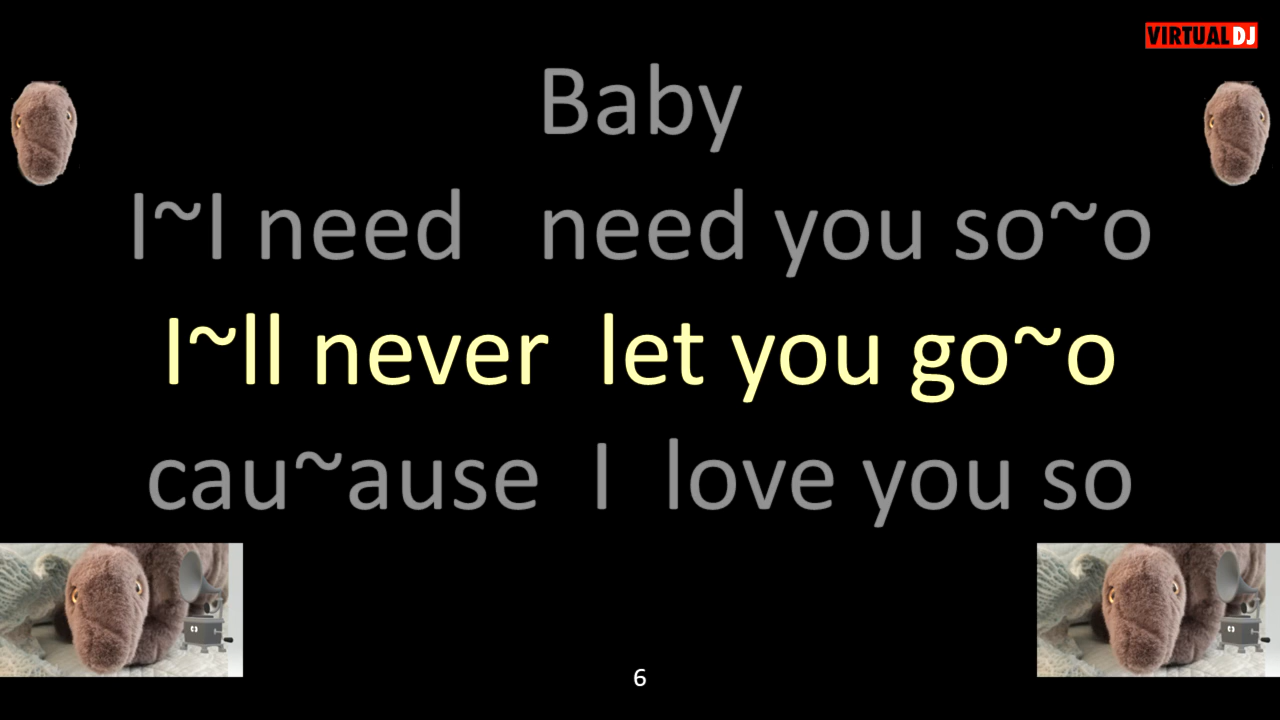 VIRTUAL DJ
Baby
I~I need   need you so~o
I~ll never  let you go~o
cau~ause  I  love you so
6